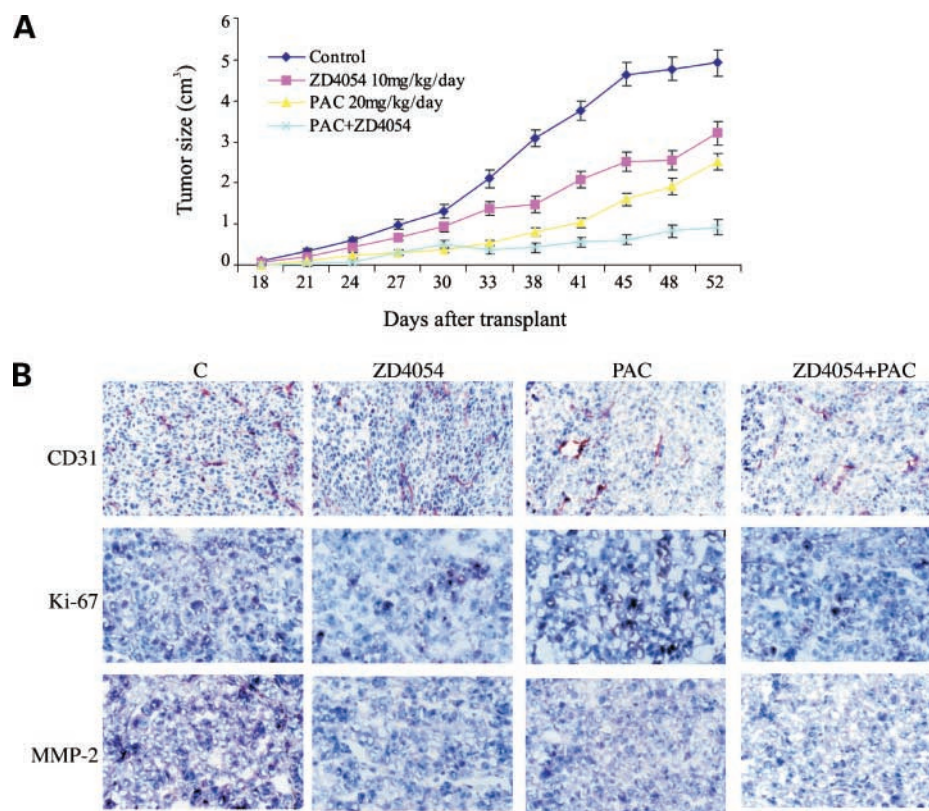 A
Tumor size (cm³)
6
5
4
3
2
1
0
Control
ZD4054 10mg/kg/day
PAC 20mg/kg/day
PAC+ZD4054
18 21 24 27 30 33 38 41 45 48 52
Days after transplant
B
C ZD4054 PAC ZD4054+PAC
CD31
Ki-67
MMP-2